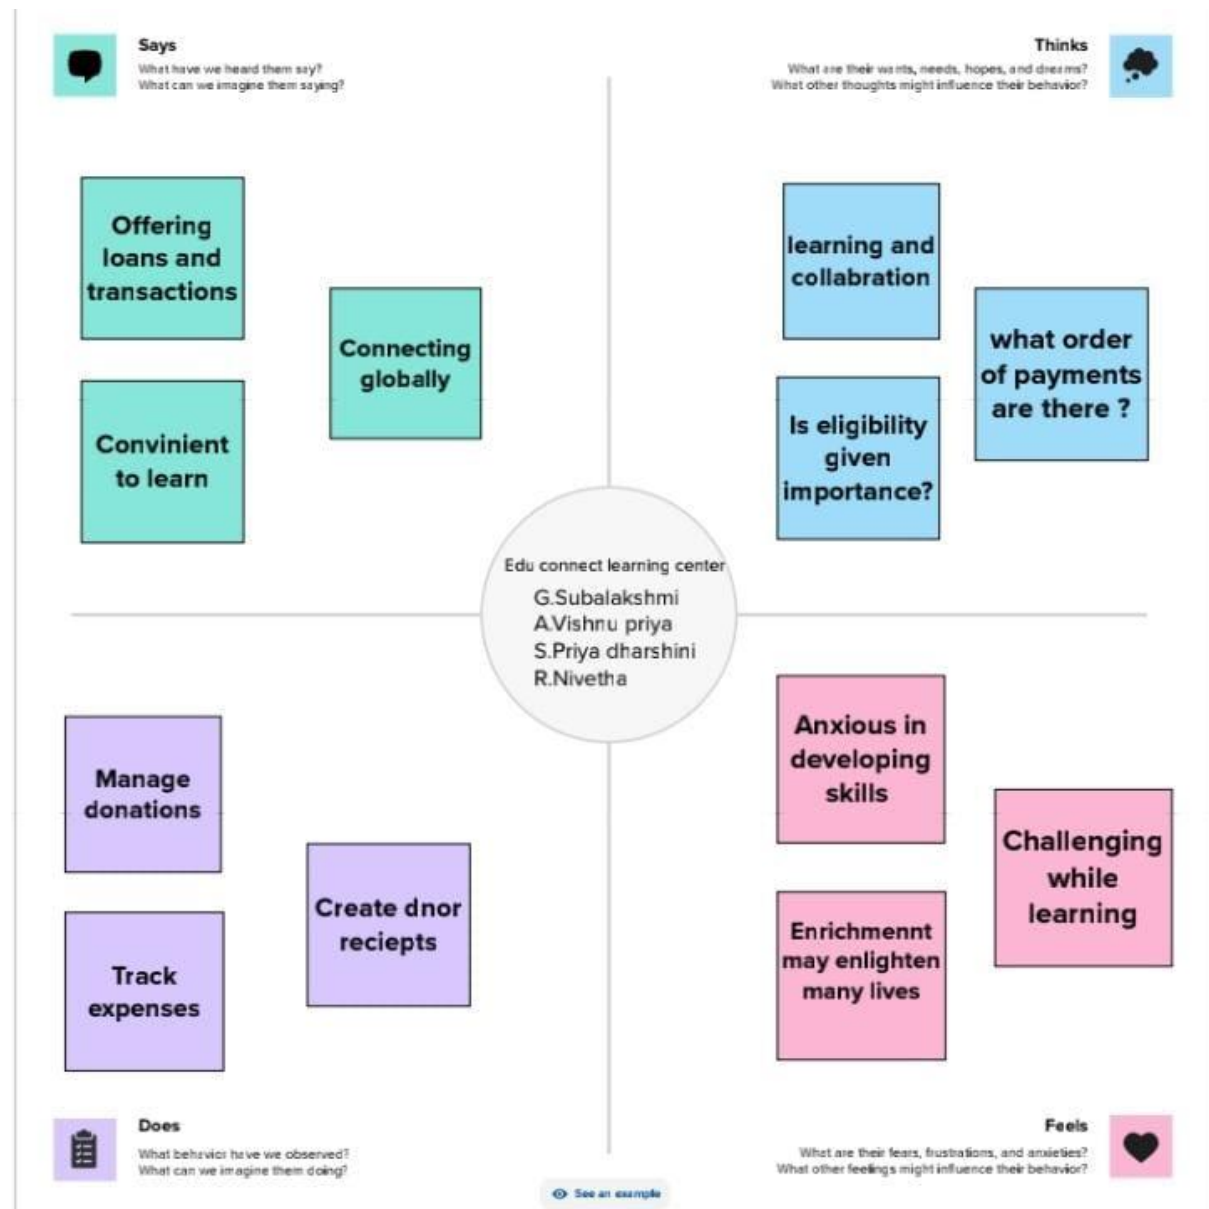 Says
What have we heard them say?
What can we imagine them saying?
Thinks
What are their wants, needs, hopes, and dreams?
What other thoughts might influence their behavior?
Offering
loans and
transactions
Connecting
globally
Convinient
to learn
learning and
collabration
what order
of payments
are there ?
Is eligibility
given
importance?
Edu connect learning center
G.Subalakshmi
A.Vishnu priya
S.Priya dharshini
R.Nivetha
Manage
donations
Create dnor
reciepts
Track
expenses
Anxious in
developing
skills
Challenging
while
learning
Enrichmennt
may enlighten
many lives
Does
What behavior have we observed?
What can we imagine them doing?
Feels
What are their fears, frustrations, and anxieties?
What other feelings might influence their behavior?
See an example